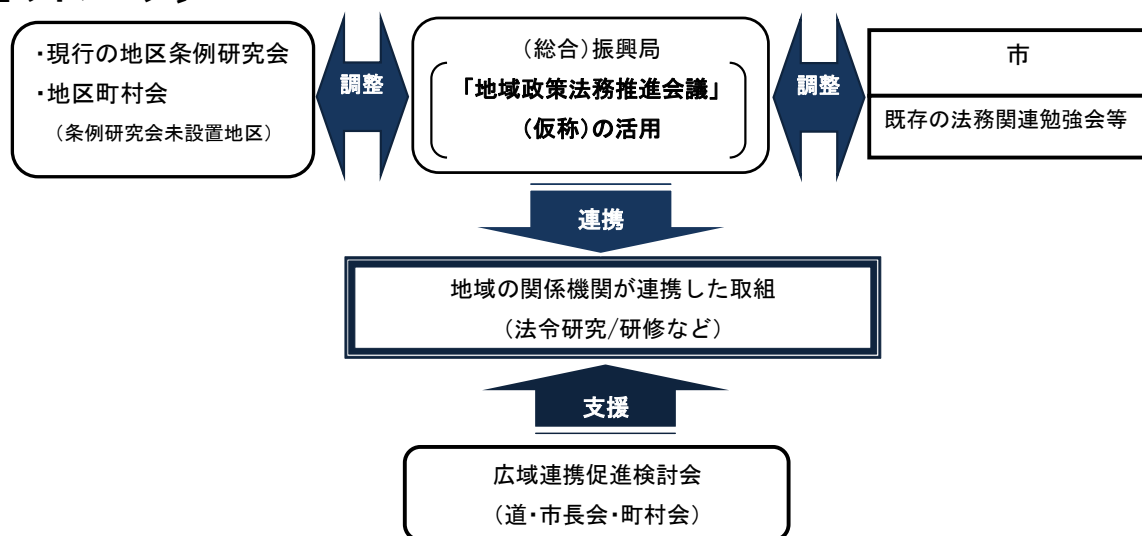 ・現行の地区条例研究会
・地区町村会
（条例研究会未設置地区）
調整
（総合）振興局
「地域政策法務推進会議」
（仮称）の活用
調整
市
既存の法務関連勉強会等
連携
地域の関係機関が連携した取組
（法令研究/研修など）
支援
広域連携促進検討会
（道・市長会・町村会）